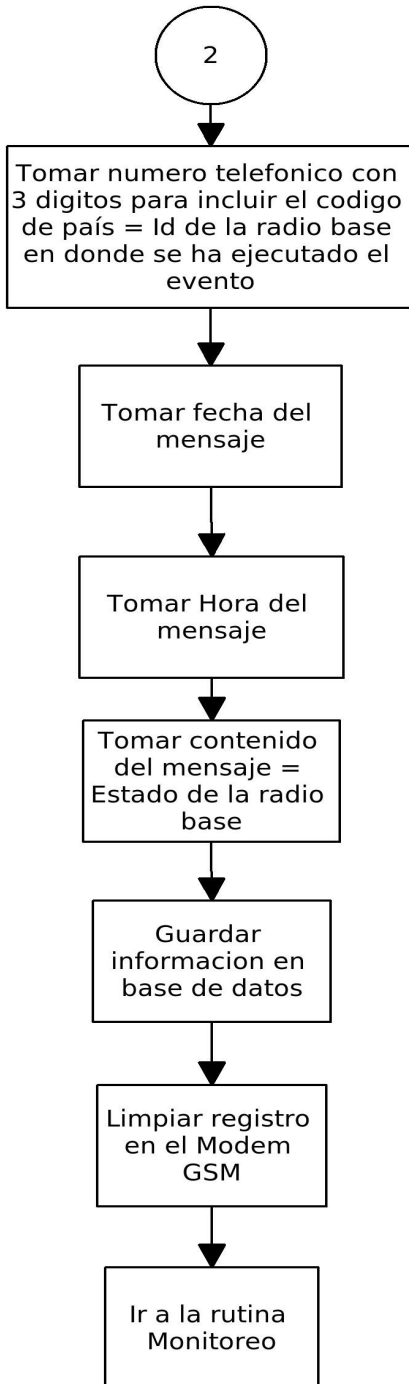 2
Tomar numero telefonico con
3 digitos para incluir el codigo
de país = Id de la radio base
en donde se ha ejecutado el
evento
Tomar fecha del
mensaje
Tomar Hora del
mensaje
Tomar contenido
del mensaje =
Estado de la radio
base
Guardar
informacion en
base de datos
Limpiar registro
en el Modem
GSM
Ir a la rutina
Monitoreo